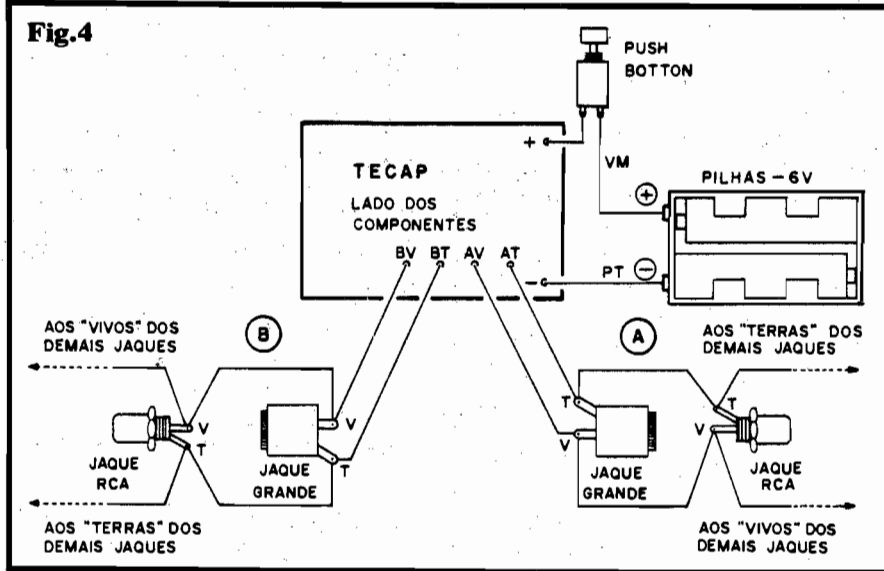 Fig.4
PUSH
BOTTON
+
VM
TECAP
LADO DOS
COMPONENTES
PILHAS – 6V
+
BV BT AV AT
–
PT –
AO "VIVOS" DOS
DEMAIS JAQUES
B
A
AOS "TERRAS" DOS
DEMAIS JAQUES
V
T
JAQUE
RCA
V
T
JAQUE
GRANDE
T
V
JAQUE
GRANDE
T
V
JAQUE
RCA
AOS "TERRAS" DOS
DEMAIS JAQUES
AOS "VIVOS" DOS
DEMAIS JAQUES